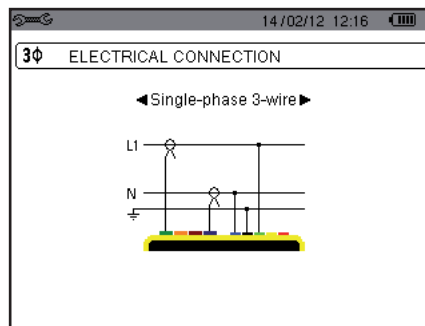 14/02/12 12:16
3Φ ELECTRICAL CONNECTION
◄Single-phase 3-wire►
L1
N